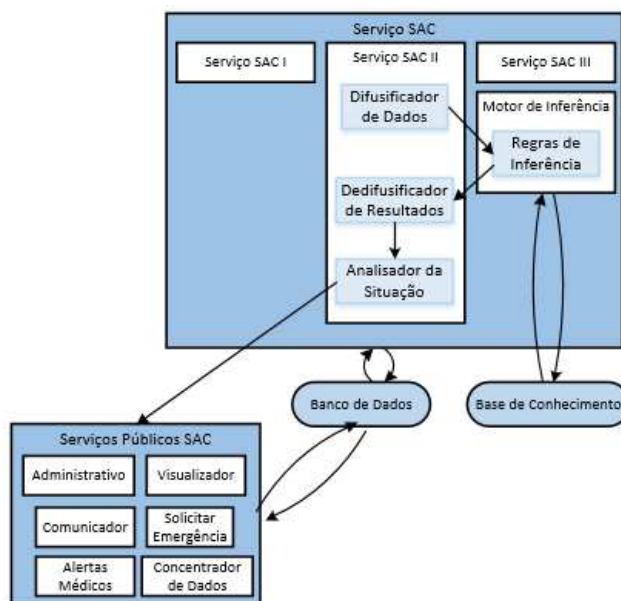 Serviço SAC
Serviço SAC I
Serviço SAC II
Serviço SAC III
Difusificador
de Dados
Motor de Inferência
Regras de
Inferência
Dedifusificador
de Resultados
Analisador da
Situação
Banco de Dados
Base de Conhecimento
Serviços Públicos SAC
Administrativo
Visualizador
Comunicador
Solicitar
Emergência
Alertas
Médicos
Concentrador
de Dados